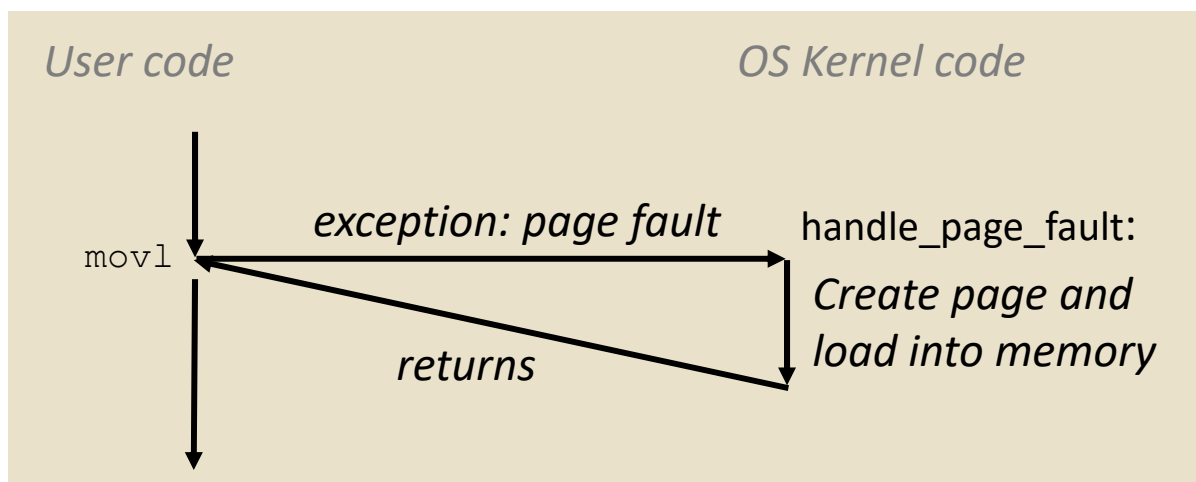 User code
OS Kernel code
exception: page fault
handle_page_fault:
movl
Create page and
load into memory
returns